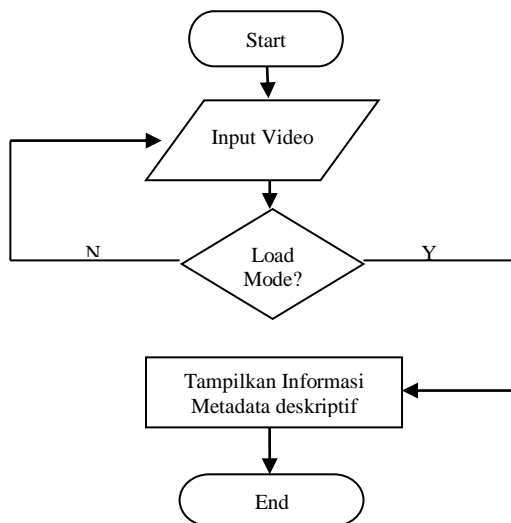 Start
Input Video
Load
Mode?
N
Y
Tampilkan Informasi
Metadata deskriptif
End